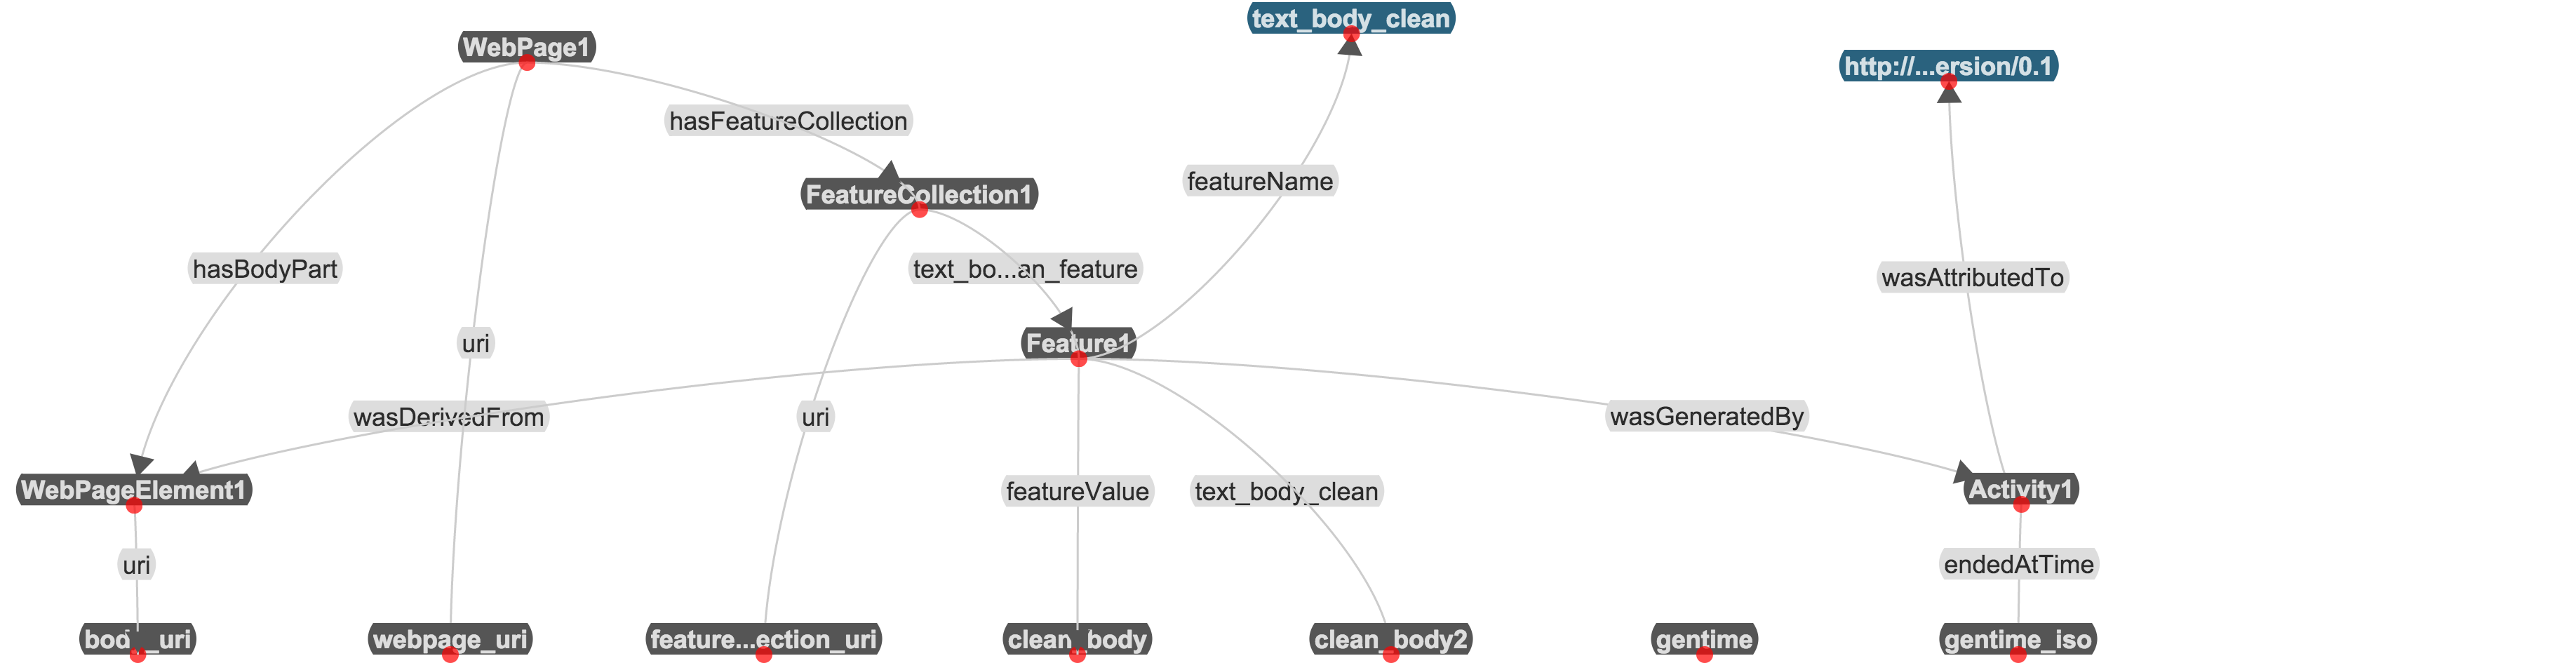 text_body_clean
WebPage1
http://...ersion/0.1
hasFeatureCollection
featureName
FeatureCollection1
hasBodyPart
text_bo...an_feature
wasAttributedTo
uri
Feature1
wasDerivedFrom
uri
wasGeneratedBy
WebPageElement1
featureValue
text_body_clean
Activity1
uri
endedAtTime
body_uri
webpage_uri
feature...ection_uri
clean_body
clean_body2
gentime
gentime_iso